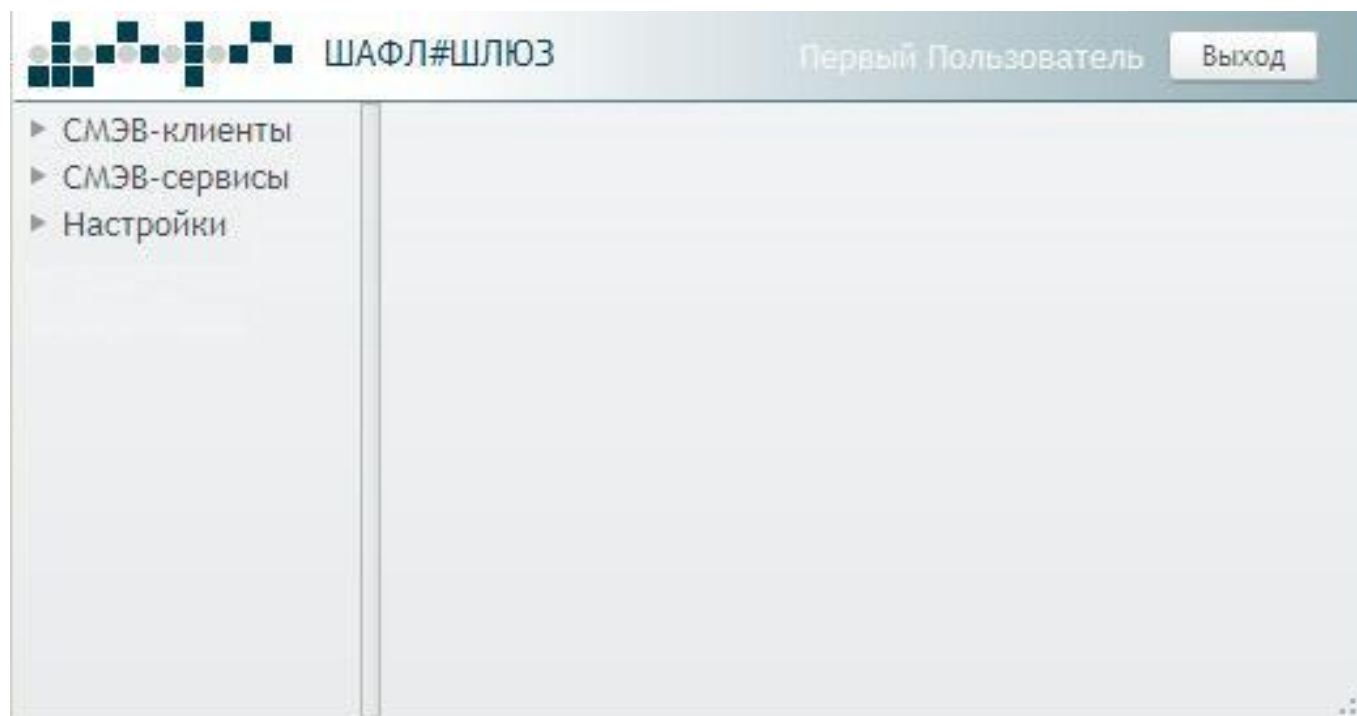 ШАФЛ#ШЛЮЗ
Первый Пользователь Выход
СМЭВ-клиенты
СМЭВ-сервисы
Настройки